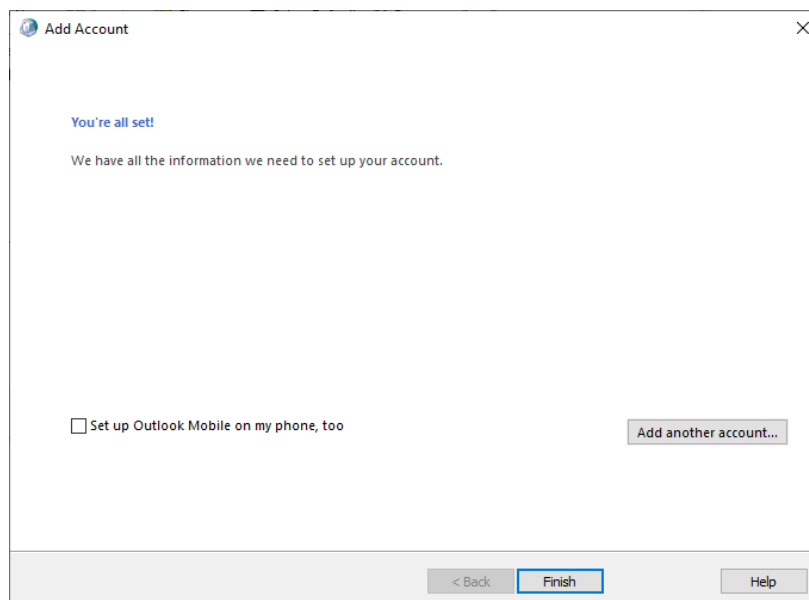 Add Account
You're all set!
We have all the information we need to set up your account.
Set up Outlook Mobile on my phone, too
Add another account...
< Back
Finish
Help